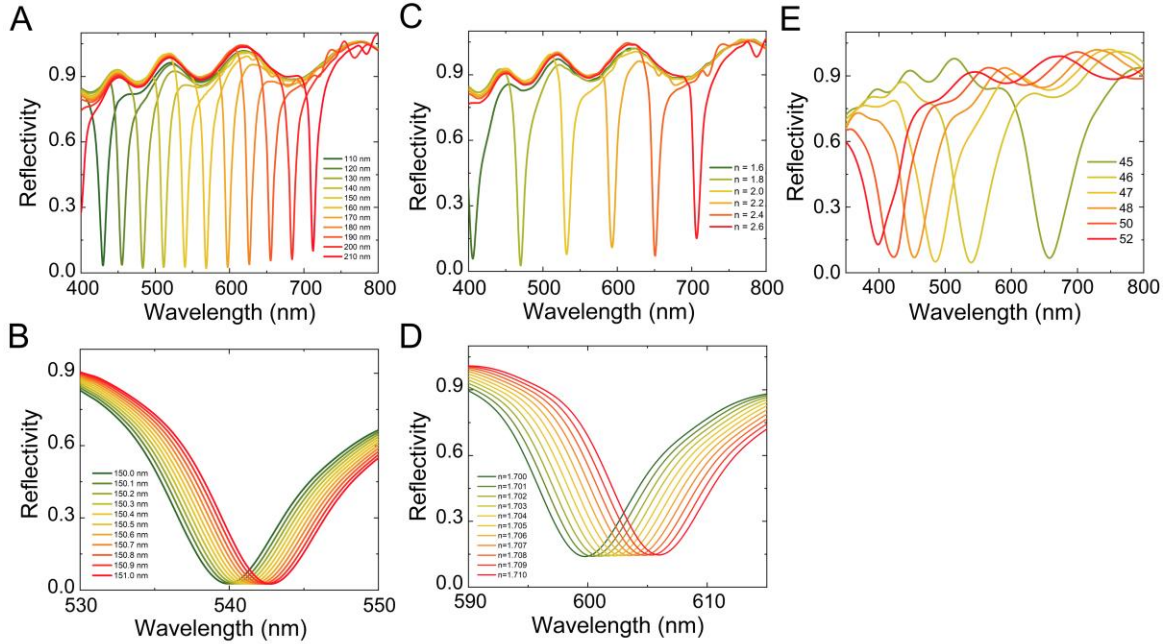 A
Reflectivity
0.9
0.6
0.3
0.0
400 500 600 700 800
Wavelength (nm)
110 nm
120 nm
130 nm
140 nm
150 nm
160 nm
170 nm
180 nm
190 nm
200 nm
210 nm
C
Reflectivity
0.9
0.6
0.3
0.0
400 500 600 700 800
Wavelength (nm)
n = 1.6
n = 1.8
n = 2.0
n = 2.2
n = 2.4
n = 2.6
E
Reflectivity
0.9
0.6
0.3
0.0
400 500 600 700 800
Wavelength (nm)
45
46
47
48
50
52
B
Reflectivity
0.9
0.6
0.3
0.0
530 540 550
Wavelength (nm)
150.0 nm
150.1 nm
150.2 nm
150.3 nm
150.4 nm
150.5 nm
150.6 nm
150.7 nm
150.8 nm
150.9 nm
151.0 nm
D
Reflectivity
0.9
0.6
0.3
0.0
590 600 610
Wavelength (nm)
n=1.700
n=1.701
n=1.702
n=1.703
n=1.704
n=1.705
n=1.706
n=1.707
n=1.708
n=1.709
n=1.710